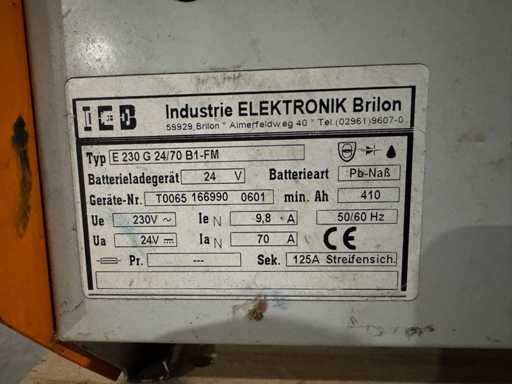 IEB Industrie ELEKTRONIK Brilon
59929 Brilon * Almerfeldweg 40 * Tel.(02961)9607-0
Typ E 230 G 24/70 B1-FM
Batterieladegerät 24 V Batterieart Pb-Naß
Geräte-Nr. T0065 166990 0601 min. Ah 410
Ue 230V ~ Ie N 9,8 A 50/60 Hz
Ua 24V ⎓ Ia N 70 A CE
Pr. --- Sek. 125A Streifensich.